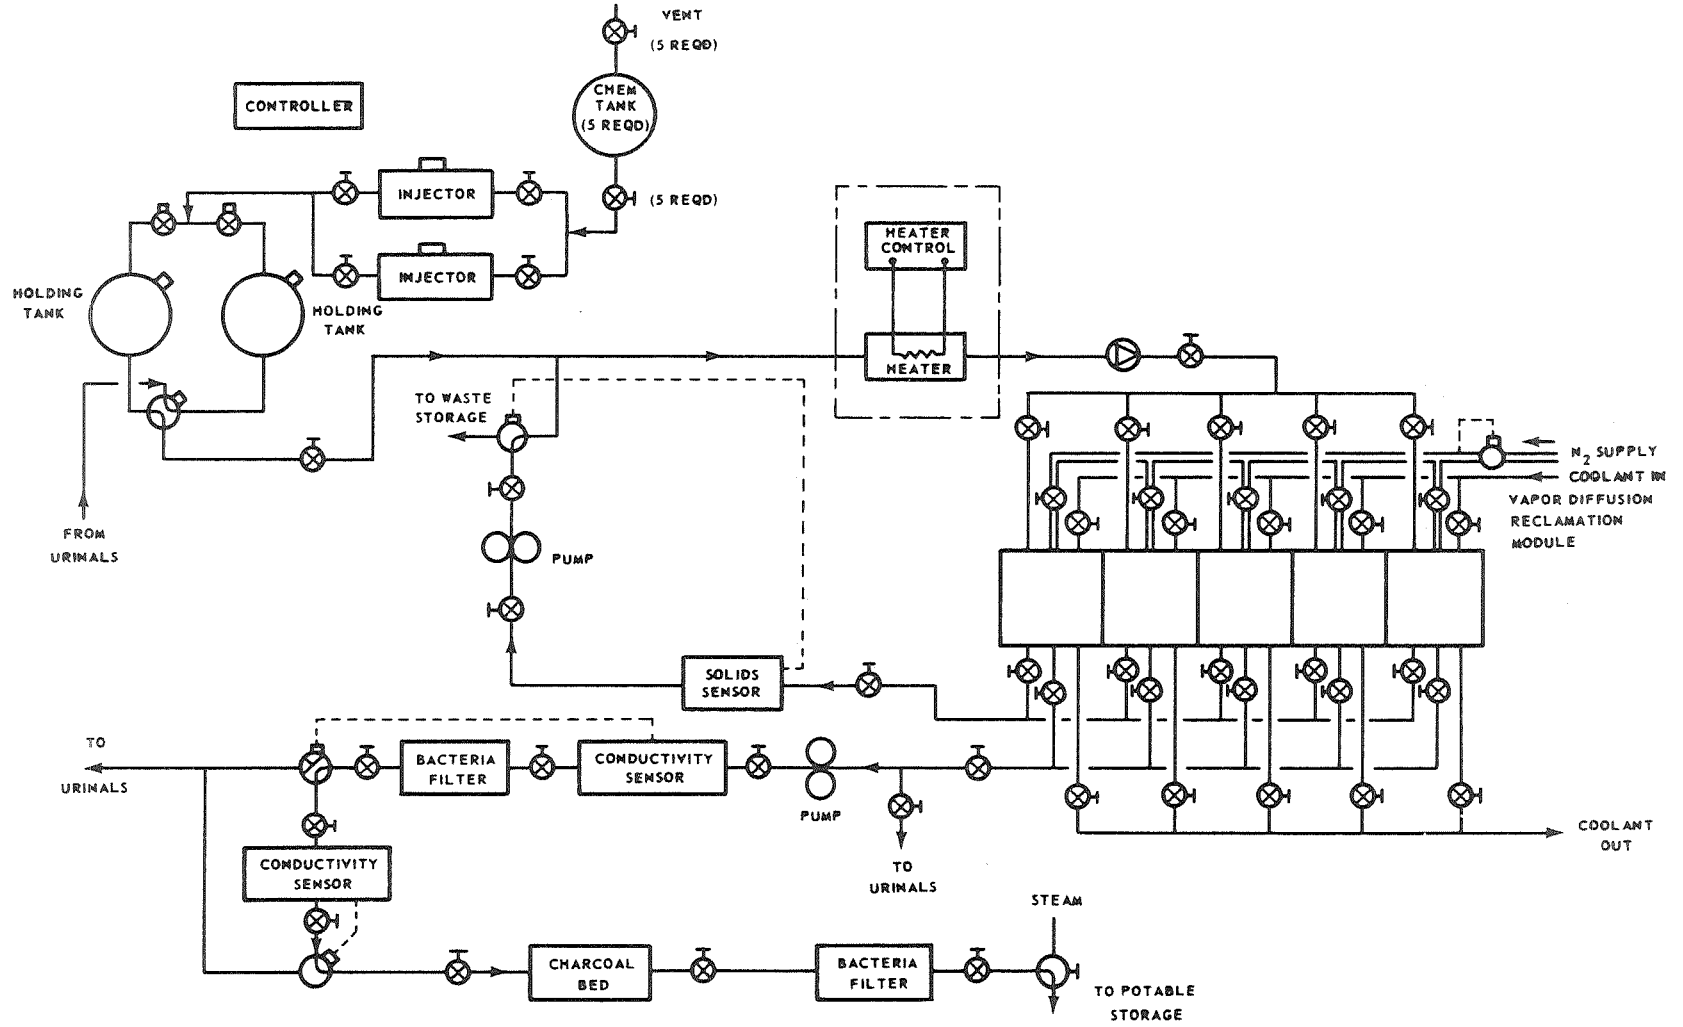 VENT
(5 REQD)
CHEM
TANK
(5 REQD)
CONTROLLER
INJECTOR
(5 REQD)
INJECTOR
HOLDING
TANK
HOLDING
TANK
HEATER
CONTROL
HEATER
TO WASTE
STORAGE
N2 SUPPLY
COOLANT IN
VAPOR DIFFUSION
RECLAMATION
MODULE
FROM
URINALS
PUMP
SOLIDS
SENSOR
TO
URINALS
BACTERIA
FILTER
CONDUCTIVITY
SENSOR
PUMP
COOLANT
OUT
TO
URINALS
CONDUCTIVITY
SENSOR
STEAM
CHARCOAL
BED
BACTERIA
FILTER
TO POTABLE
STORAGE